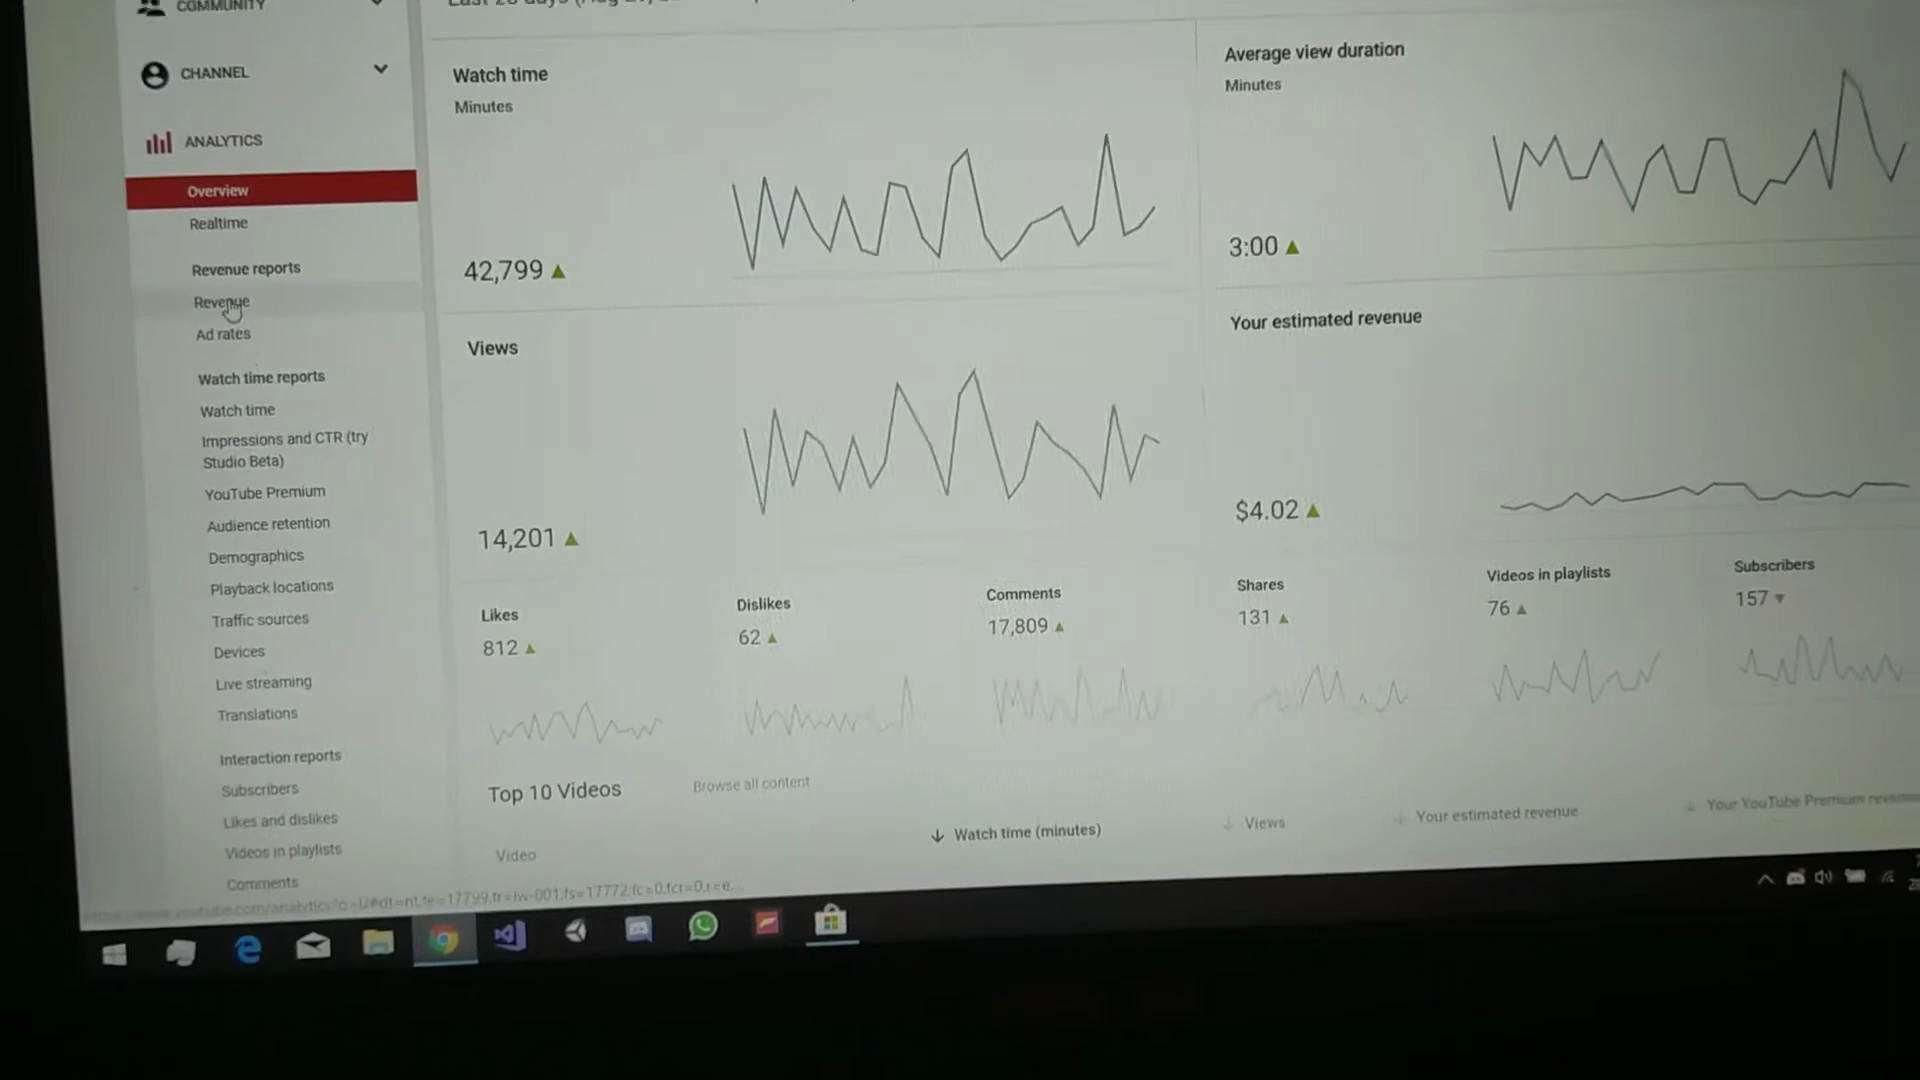 COMMUNITY
CHANNEL
ANALYTICS
Overview
Realtime
Revenue reports
Revenue
Ad rates
Watch time reports
Watch time
Impressions and CTR (try
Studio Beta)
YouTube Premium
Audience retention
Demographics
Playback locations
Traffic sources
Devices
Live streaming
Translations
Interaction reports
Subscribers
Likes and dislikes
Videos in playlists
Comments
Watch time
Minutes
42,799
Average view duration
Minutes
3:00
Views
14,201
Your estimated revenue
$4.02
Likes
812
Dislikes
62
Comments
17,809
Shares
131
Videos in playlists
76
Subscribers
157
Top 10 Videos
Browse all content
Video
Watch time (minutes)
Views
Your estimated revenue
Your YouTube Premium